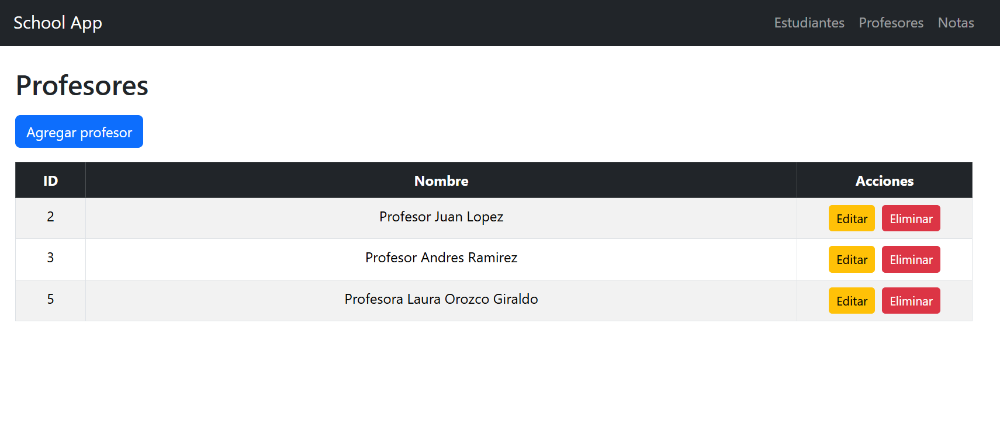 School App Estudiantes Profesores Notas
Profesores
Agregar profesor
ID Nombre Acciones
2 Profesor Juan Lopez Editar Eliminar
3 Profesor Andres Ramirez Editar Eliminar
5 Profesora Laura Orozco Giraldo Editar Eliminar